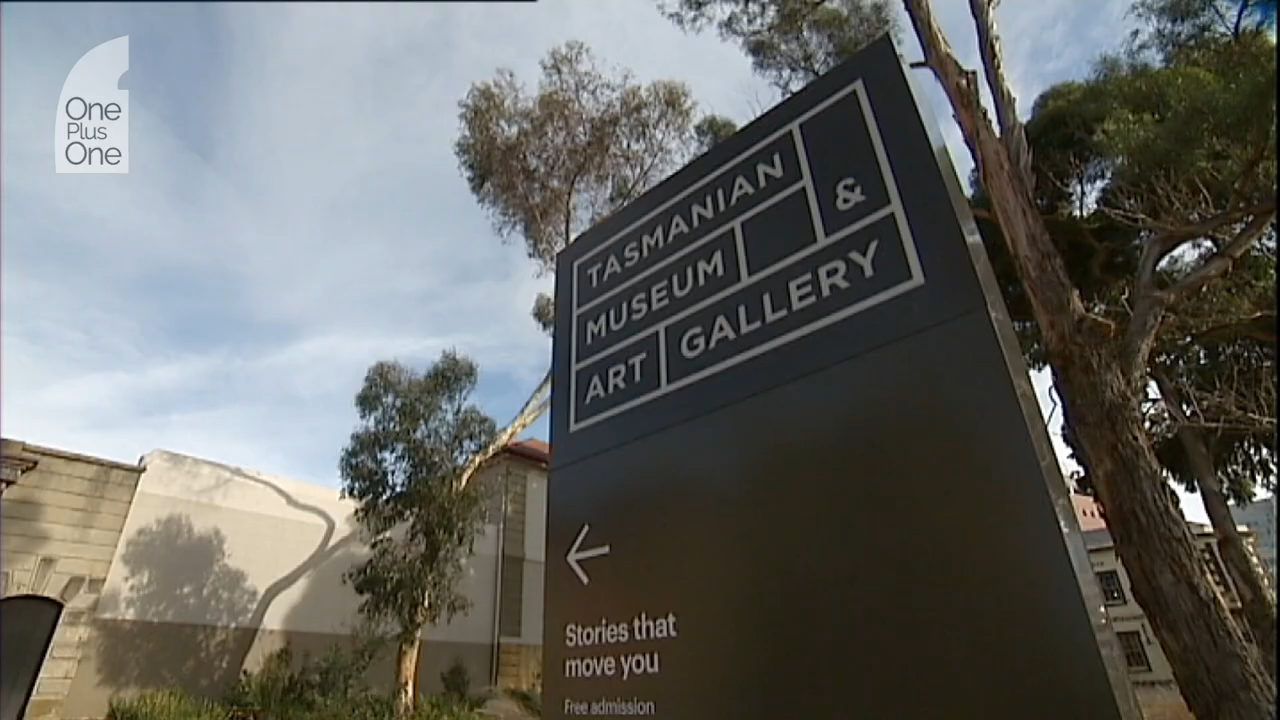 One
Plus
One
TASMANIAN
MUSEUM &
ART GALLERY
Stories that
move you
Free admission